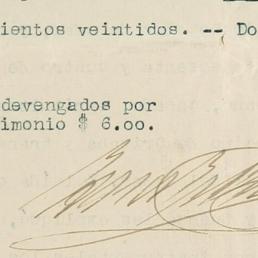 ientos veintidos. -- Do
devengados por
imonio $ 6.00.